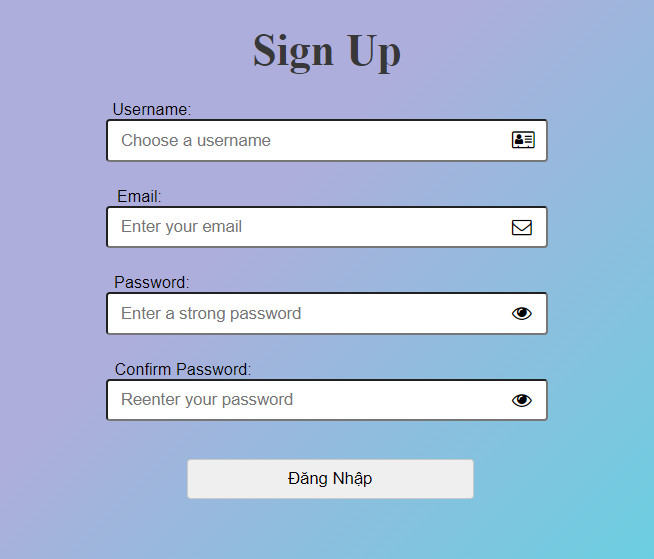 Sign Up
Username:
Choose a username
Email:
Enter your email
Password:
Enter a strong password
Confirm Password:
Reenter your password
Đăng Nhập